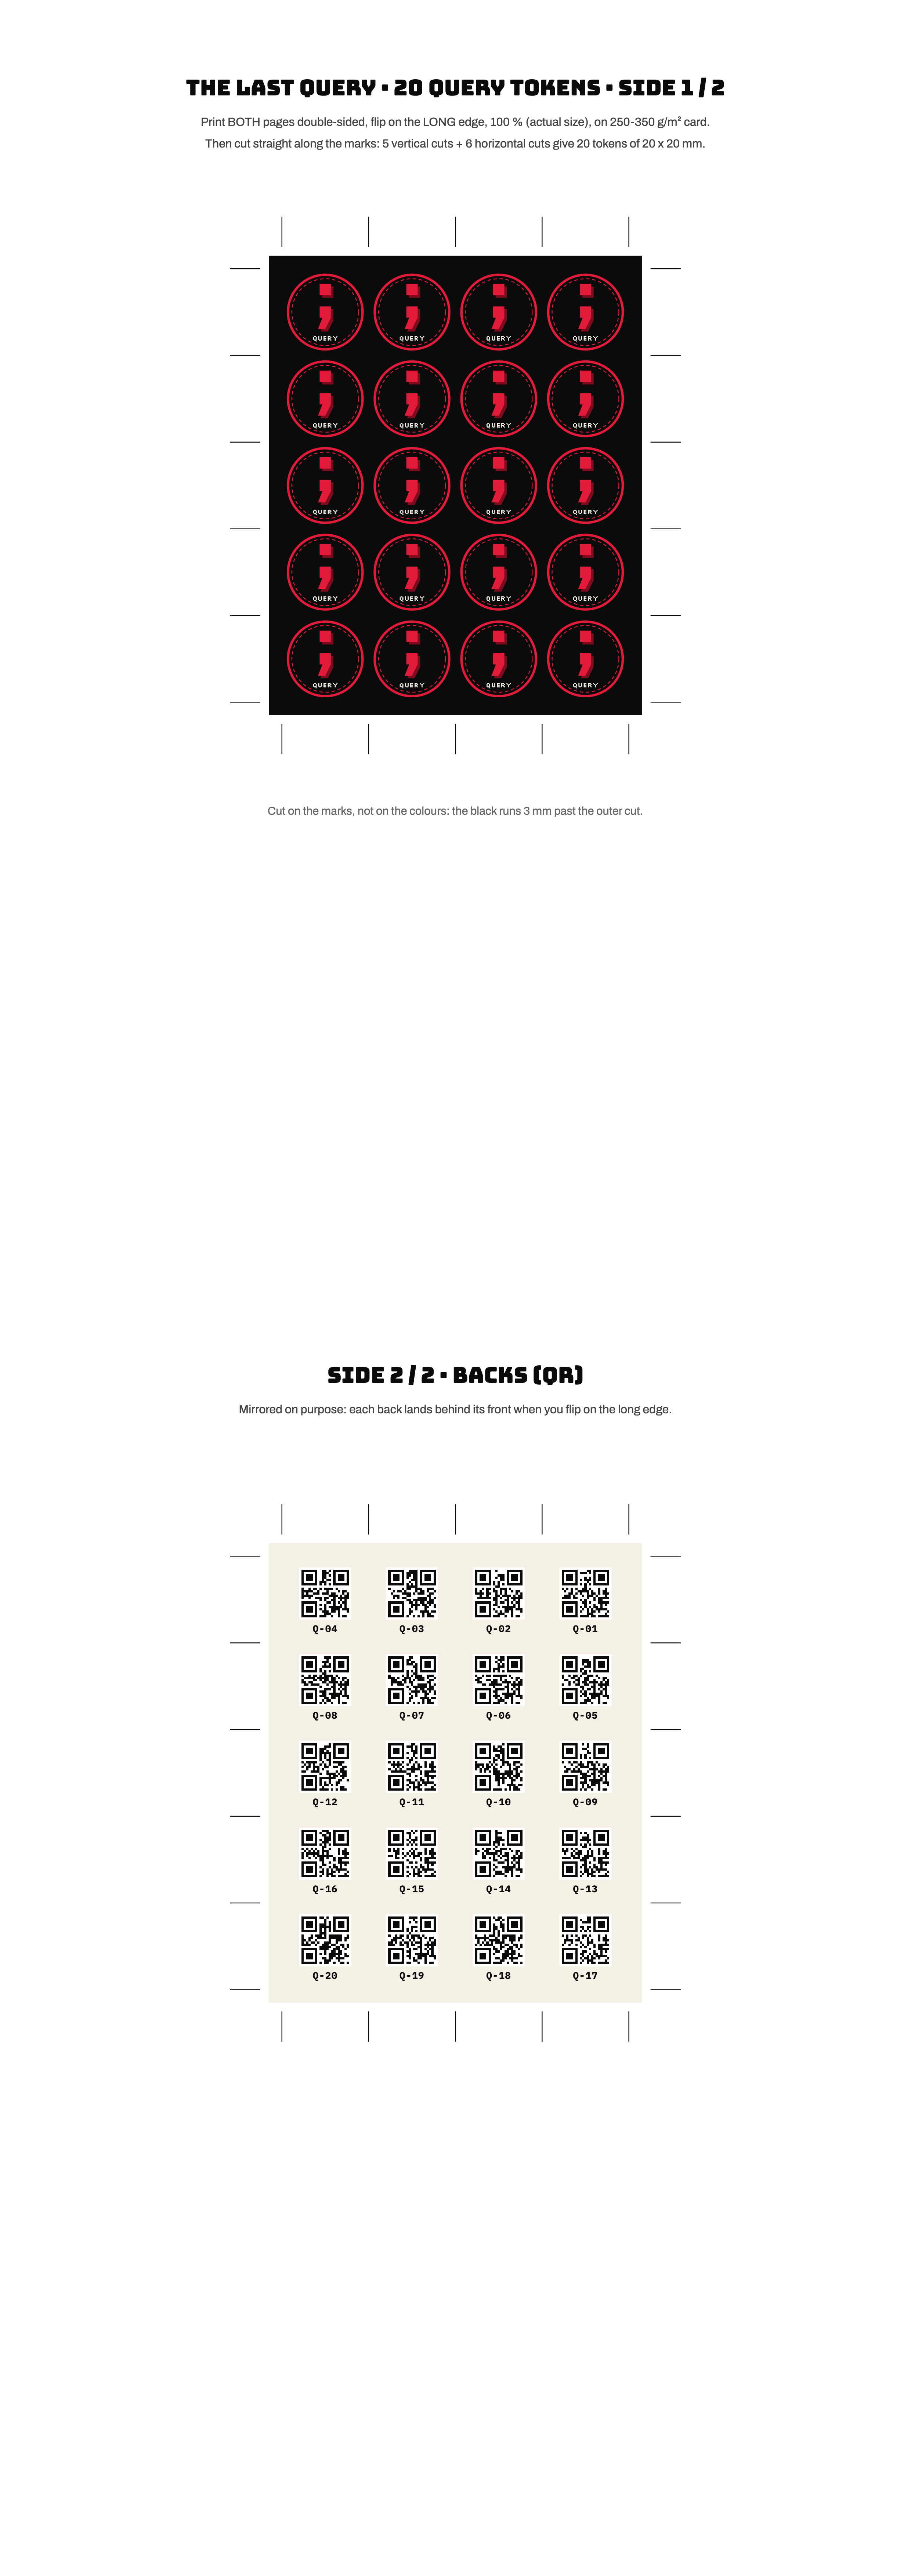 THE LAST QUERY ▪ 20 QUERY TOKENS ▪ SIDE 1 / 2
Print BOTH pages double-sided, flip on the LONG edge, 100 % (actual size), on 250-350 g/m² card.
Then cut straight along the marks: 5 vertical cuts + 6 horizontal cuts give 20 tokens of 20 x 20 mm.
; ; ; ;
QUERY QUERY QUERY QUERY
; ; ; ;
QUERY QUERY QUERY QUERY
; ; ; ;
QUERY QUERY QUERY QUERY
; ; ; ;
QUERY QUERY QUERY QUERY
; ; ; ;
QUERY QUERY QUERY QUERY
Cut on the marks, not on the colours: the black runs 3 mm past the outer cut.
SIDE 2 / 2 ▪ BACKS (QR)
Mirrored on purpose: each back lands behind its front when you flip on the long edge.
Q-04 Q-03 Q-02 Q-01
Q-08 Q-07 Q-06 Q-05
Q-12 Q-11 Q-10 Q-09
Q-16 Q-15 Q-14 Q-13
Q-20 Q-19 Q-18 Q-17